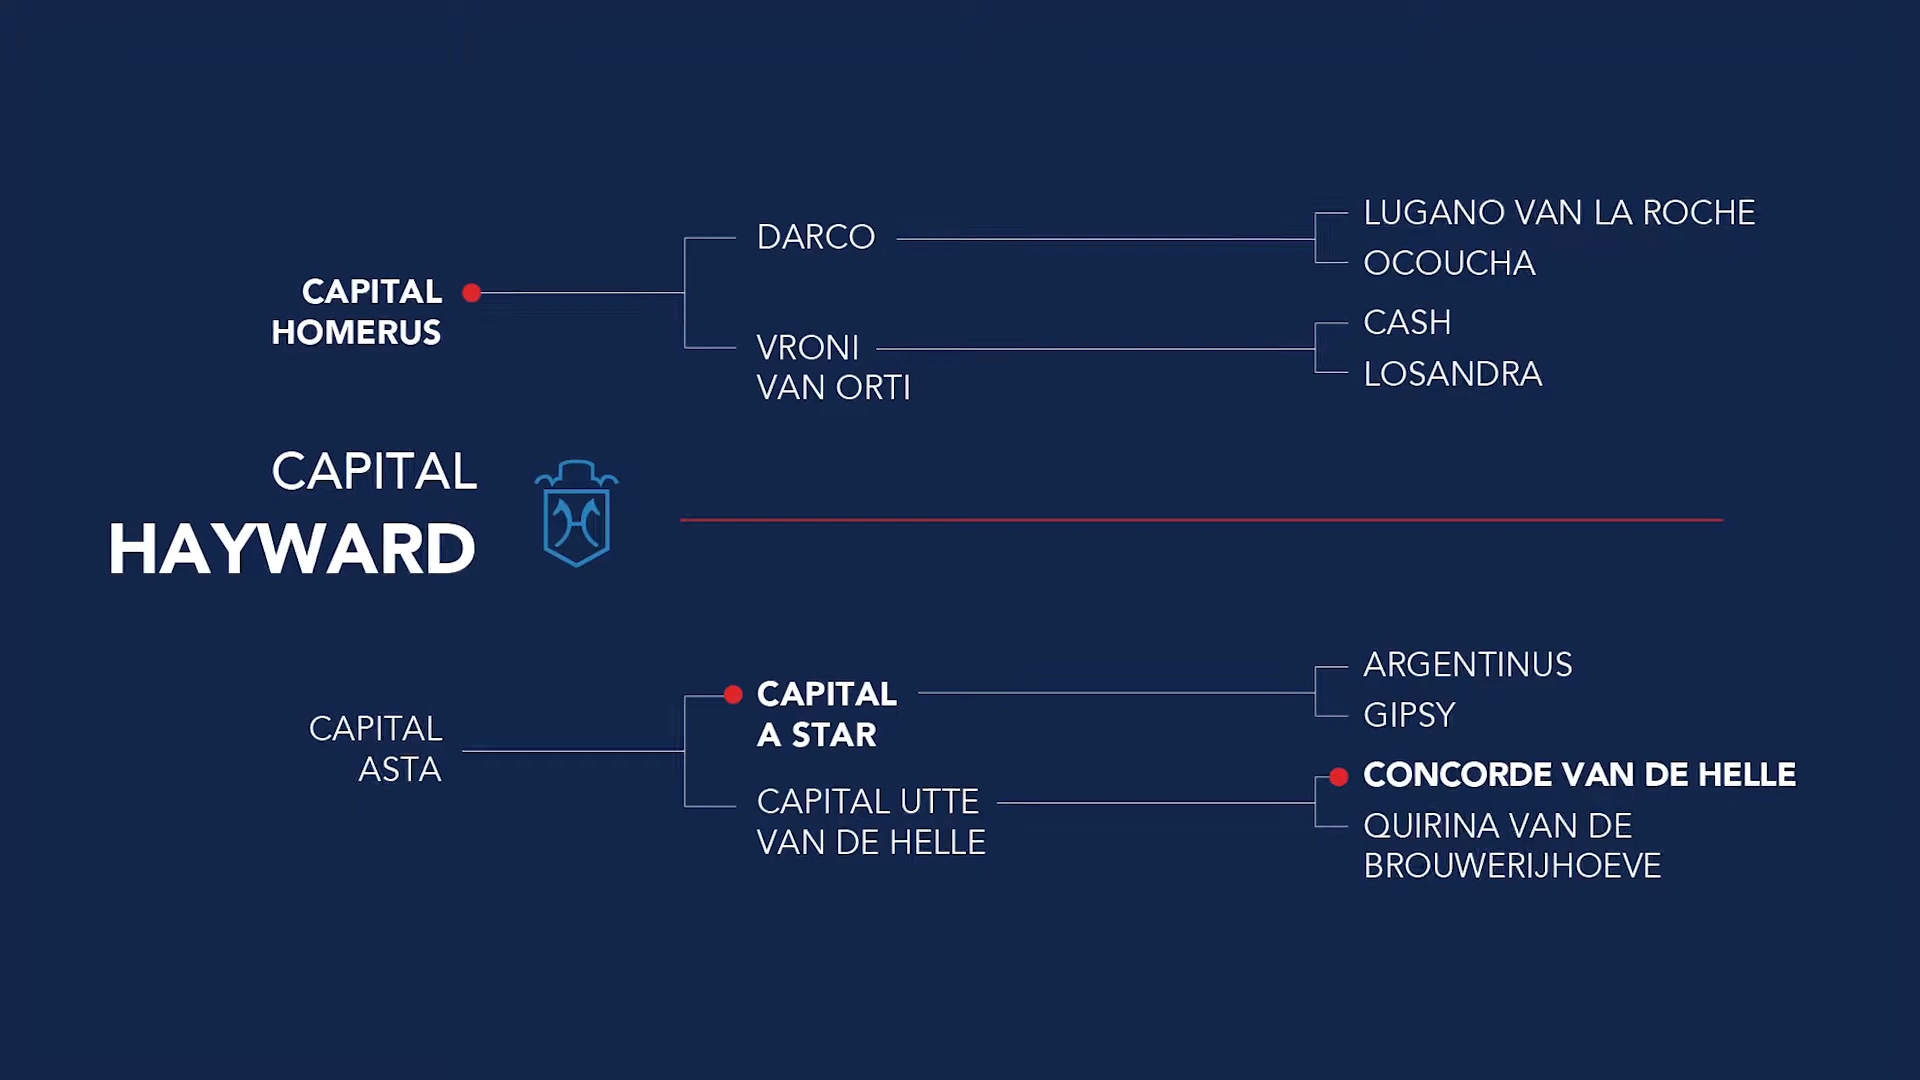 LUGANO VAN LA ROCHE
DARCO
OCOUCHA
CAPITAL
HOMERUS
CASH
VRONI
VAN ORTI
LOSANDRA
CAPITAL
HAYWARD
ARGENTINUS
CAPITAL
A STAR
GIPSY
CAPITAL
ASTA
CONCORDE VAN DE HELLE
CAPITAL UTTE
VAN DE HELLE
QUIRINA VAN DE
BROUWERIJHOEVE